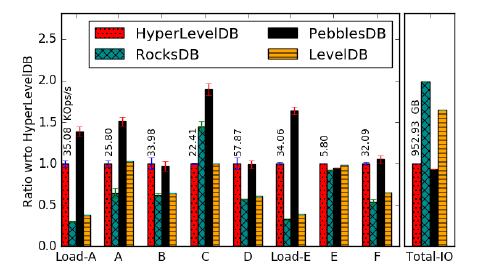 Ratio wrto HyperLevelDB
2.5
2.0
1.5
1.0
0.5
0.0
HyperLevelDB
PebblesDB
RocksDB
LevelDB
35.08 KOps/s
25.80
33.98
22.41
57.87
34.06
5.80
32.09
952.93 GB
Load-A A B C D Load-E E F Total-IO